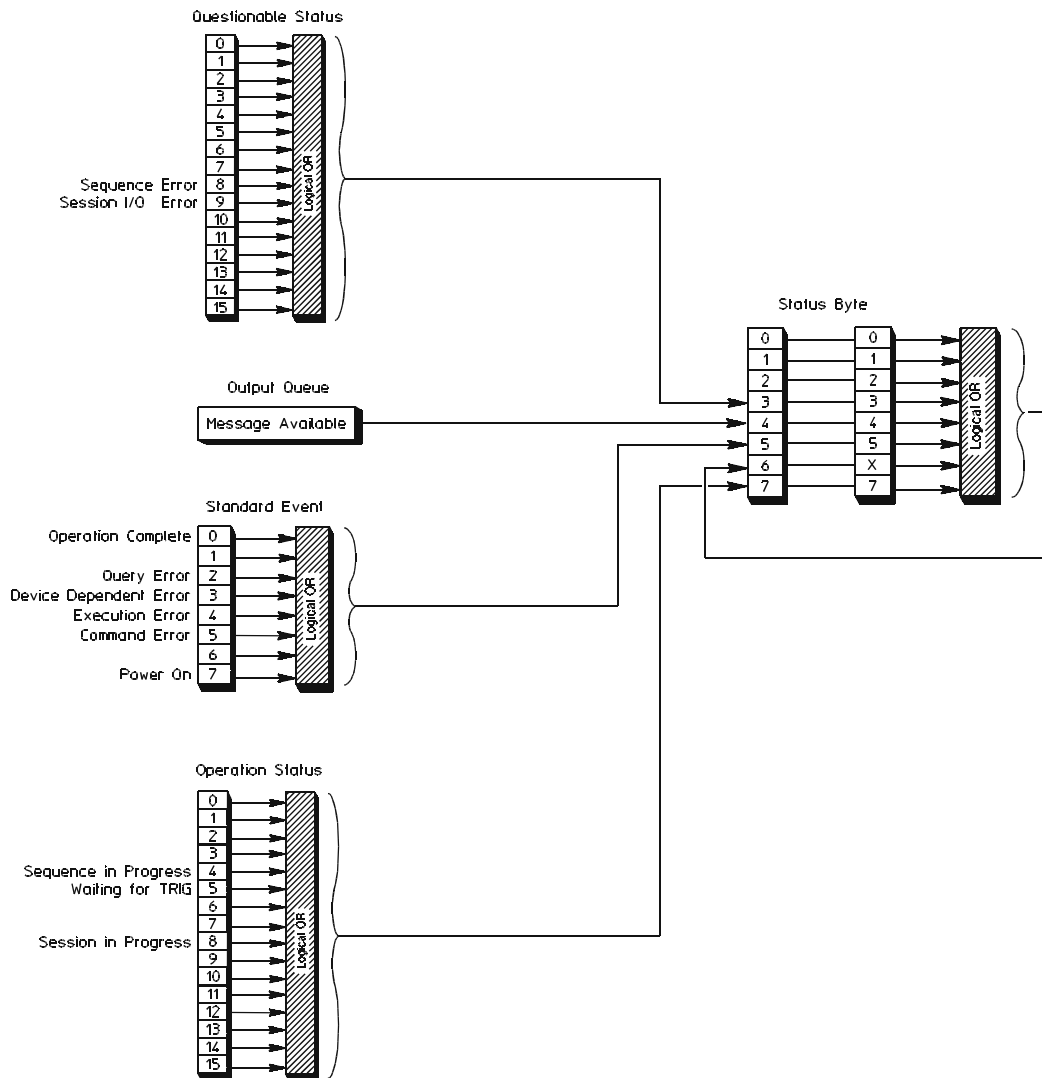 Questionable Status
0
1
2
3
4
5
6
7
Sequence Error 8
Session I/O Error 9
10
11
12
13
14
15
Logical OR
Output Queue
Message Available
Standard Event
Operation Complete 0
1
Query Error 2
Device Dependent Error 3
Execution Error 4
Command Error 5
6
Power On 7
Logical OR
Operation Status
0
1
2
3
Sequence in Progress 4
Waiting for TRIG 5
6
7
Session in Progress 8
9
10
11
12
13
14
15
Logical OR
Status Byte
0 0
1 1
2 2
3 3
4 4
5 5
6 X
7 7
Logical OR